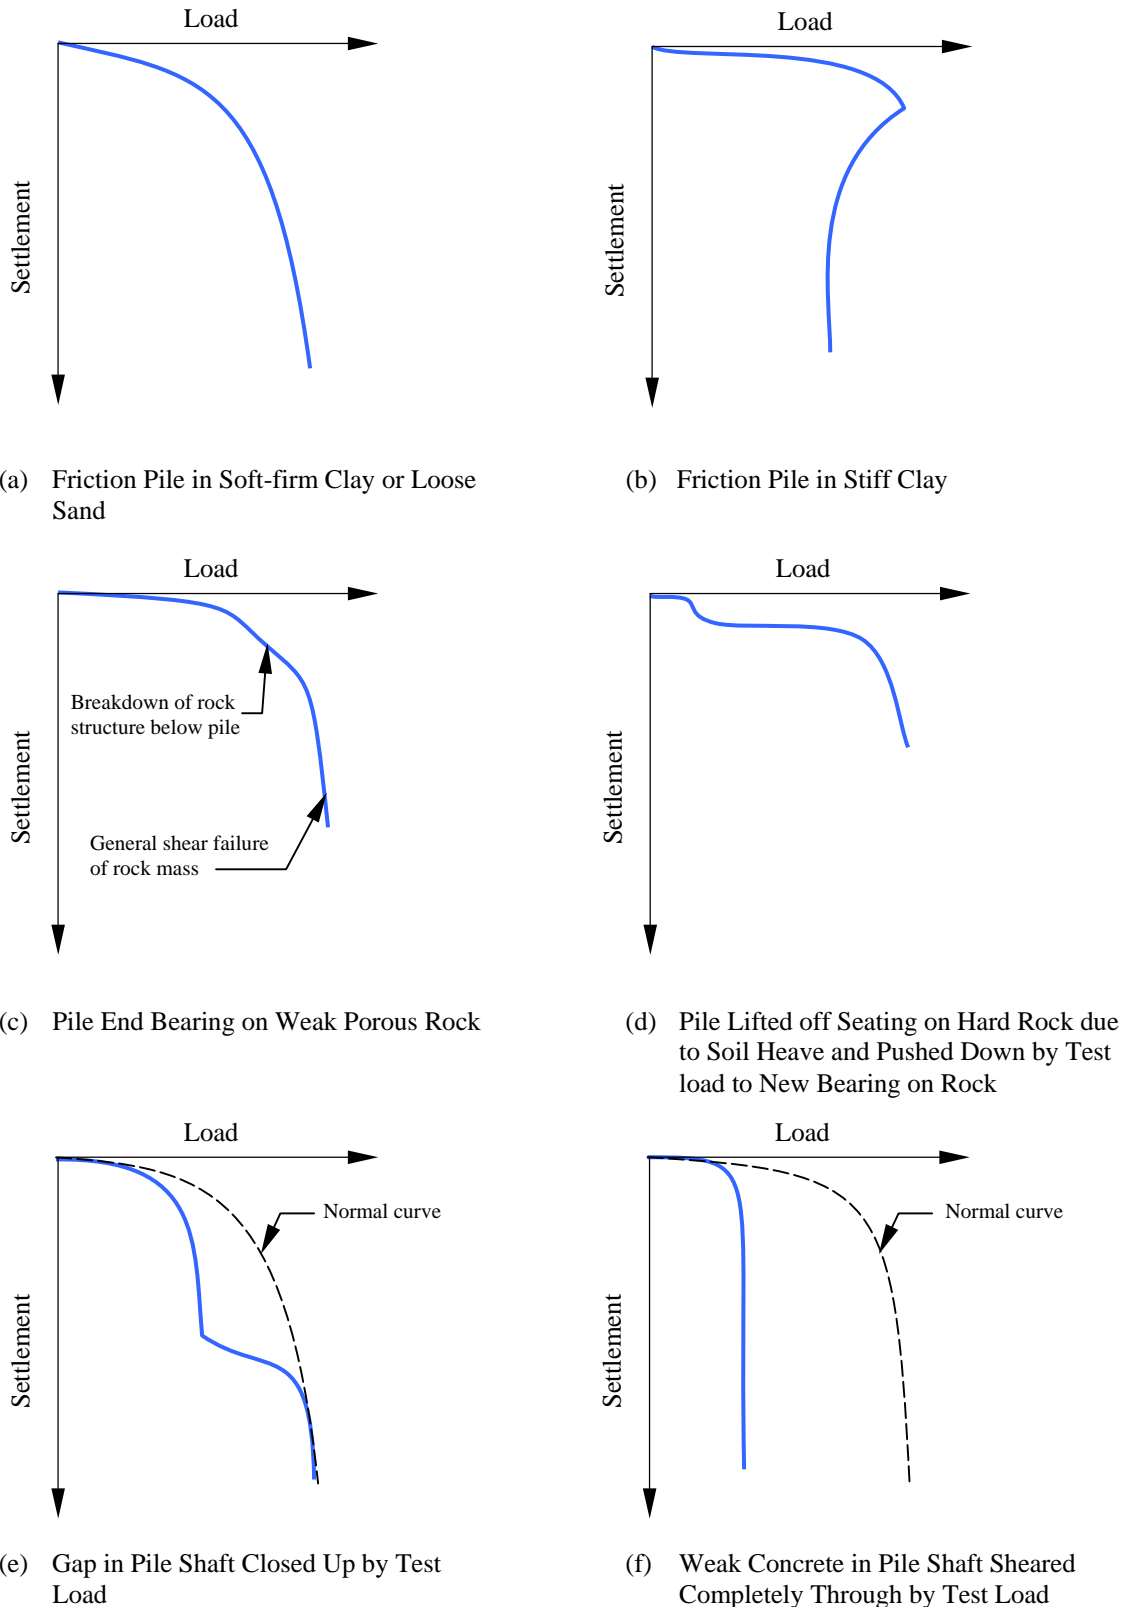 Load
Settlement
(a) Friction Pile in Soft-firm Clay or Loose
Sand
Load
Settlement
(b) Friction Pile in Stiff Clay
Load
Settlement
Breakdown of rock
structure below pile
General shear failure
of rock mass
(c) Pile End Bearing on Weak Porous Rock
Load
Settlement
(d) Pile Lifted off Seating on Hard Rock due
to Soil Heave and Pushed Down by Test
load to New Bearing on Rock
Load
Normal curve
Settlement
(e) Gap in Pile Shaft Closed Up by Test
Load
Load
Normal curve
Settlement
(f) Weak Concrete in Pile Shaft Sheared
Completely Through by Test Load